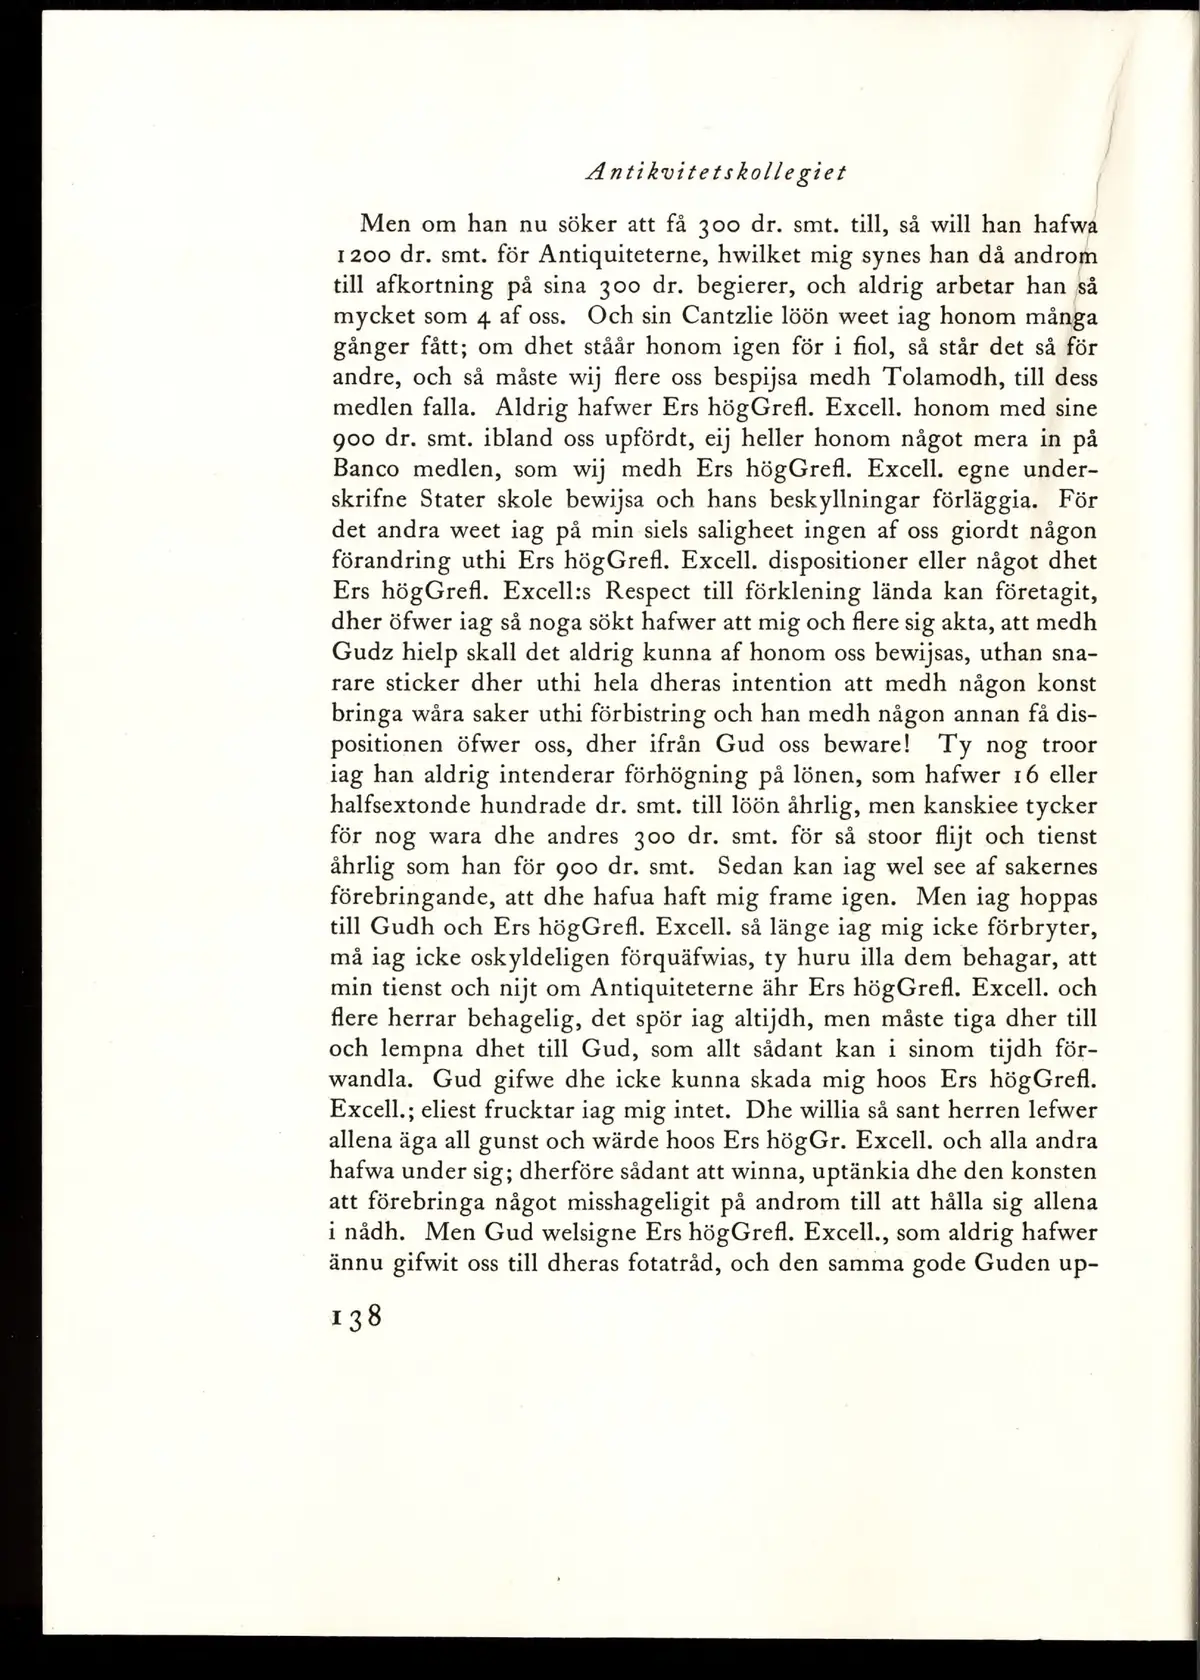 Antikvitetskollegiet
Men om han nu söker att få 300 dr. smt. till, så will han hafwa
1200 dr. smt. för Antiquiteterne, hwilket mig synes han då androm
till afkortning på sina 300 dr. begierer, och aldrig arbetar han så
mycket som 4 af oss. Och sin Cantzlie löön weet iag honom många
gånger fått; om dhet ståår honom igen för i fiol, så står det så för
andre, och så måste wij flere oss bespijsa medh Tolamodh, till dess
medlen falla. Aldrig hafwer Ers högGrefl. Excell. honom med sine
900 dr. smt. ibland oss upfördt, eij heller honom något mera in på
Banco medlen, som wij medh Ers högGrefl. Excell. egne under-
skrifne Stater skole bewijsa och hans beskyllningar förläggia. För
det andra weet iag på min siels saligheet ingen af oss giordt någon
förandring uthi Ers högGrefl. Excell. dispositioner eller något dhet
Ers högGrefl. Excell:s Respect till förklening lända kan företagit,
dher öfwer iag så noga sökt hafwer att mig och flere sig akta, att medh
Gudz hielp skall det aldrig kunna af honom oss bewijsas, uthan sna-
rare sticker dher uthi hela dheras intention att medh någon konst
bringa wåra saker uthi förbistring och han medh någon annan få dis-
positionen öfwer oss, dher ifrån Gud oss beware! Ty nog troor
iag han aldrig intenderar förhögning på lönen, som hafwer 16 eller
halfsextonde hundrade dr. smt. till löön åhrlig, men kanskiee tycker
för nog wara dhe andres 300 dr. smt. för så stoor flijt och tienst
åhrlig som han för 900 dr. smt. Sedan kan iag wel see af sakernes
förebringande, att dhe hafua haft mig frame igen. Men iag hoppas
till Gudh och Ers högGrefl. Excell. så länge iag mig icke förbryter,
må iag icke oskyldeligen förquäfwias, ty huru illa dem behagar, att
min tienst och nijt om Antiquiteterne ähr Ers högGrefl. Excell. och
flere herrar behagelig, det spör iag altijdh, men måste tiga dher till
och lempna dhet till Gud, som allt sådant kan i sinom tijdh för-
wandla. Gud gifwe dhe icke kunna skada mig hoos Ers högGrefl.
Excell.; eliest frucktar iag mig intet. Dhe willia så sant herren lefwer
allena äga all gunst och wärde hoos Ers högGr. Excell. och alla andra
hafwa under sig; dherföre sådant att winna, uptänkia dhe den konsten
att förebringa något misshageligit på androm till att hålla sig allena
i nådh. Men Gud welsigne Ers högGrefl. Excell., som aldrig hafwer
ännu gifwit oss till dheras fotatråd, och den samma gode Guden up-
138